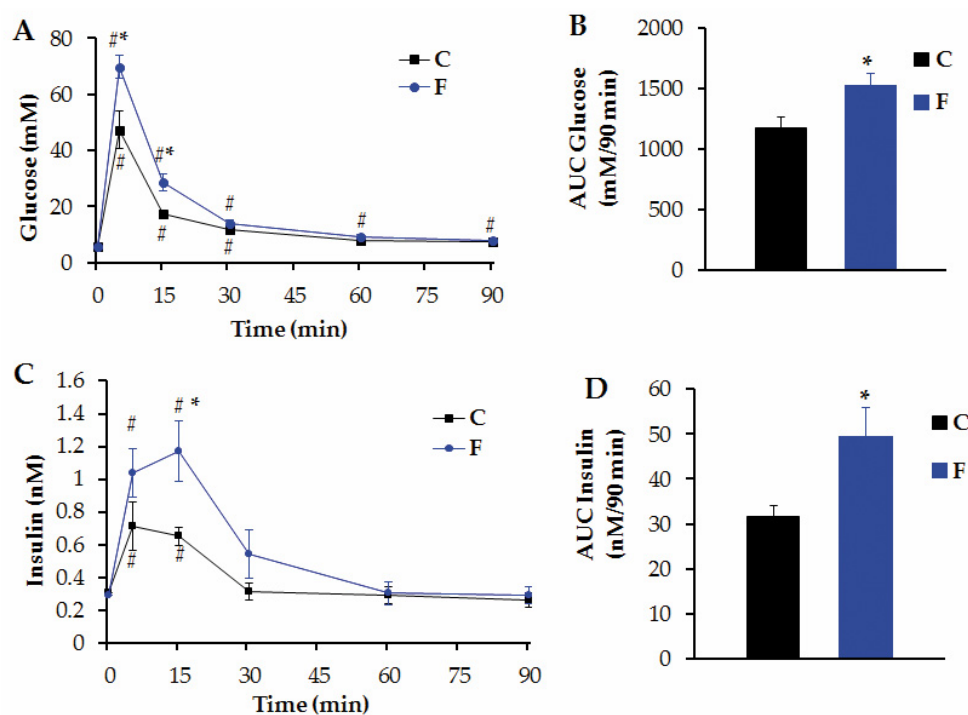 A
Glucose (mM)
80
60
40
20
0
#*
#
#*
#
#
#
#
#
C
F
0 15 30 45 60 75 90
Time (min)
B
AUC Glucose
(mM/90 min)
2000
1500
1000
500
0
*
C
F
C
Insulin (nM)
1.6
1.4
1.2
1
0.8
0.6
0.4
0.2
0
#
# *
#
#
C
F
0 15 30 45 60 75 90
Time (min)
D
AUC Insulin
(nM/90 min)
60
50
40
30
20
10
0
*
C
F